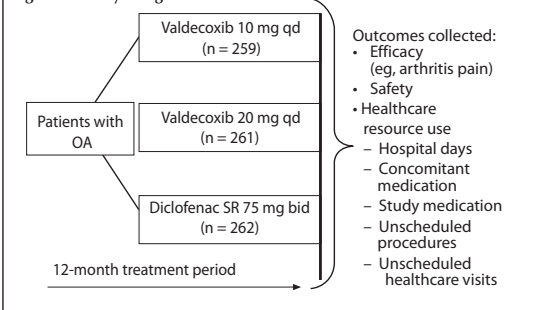 Valdecoxib 10 mg qd
(n = 259)
Patients with
OA
Valdecoxib 20 mg qd
(n = 261)
Diclofenac SR 75 mg bid
(n = 262)
12-month treatment period
Outcomes collected:
• Efficacy
(eg, arthritis pain)
• Safety
• Healthcare
resource use
– Hospital days
– Concomitant
medication
– Study medication
– Unscheduled
procedures
– Unscheduled
healthcare visits